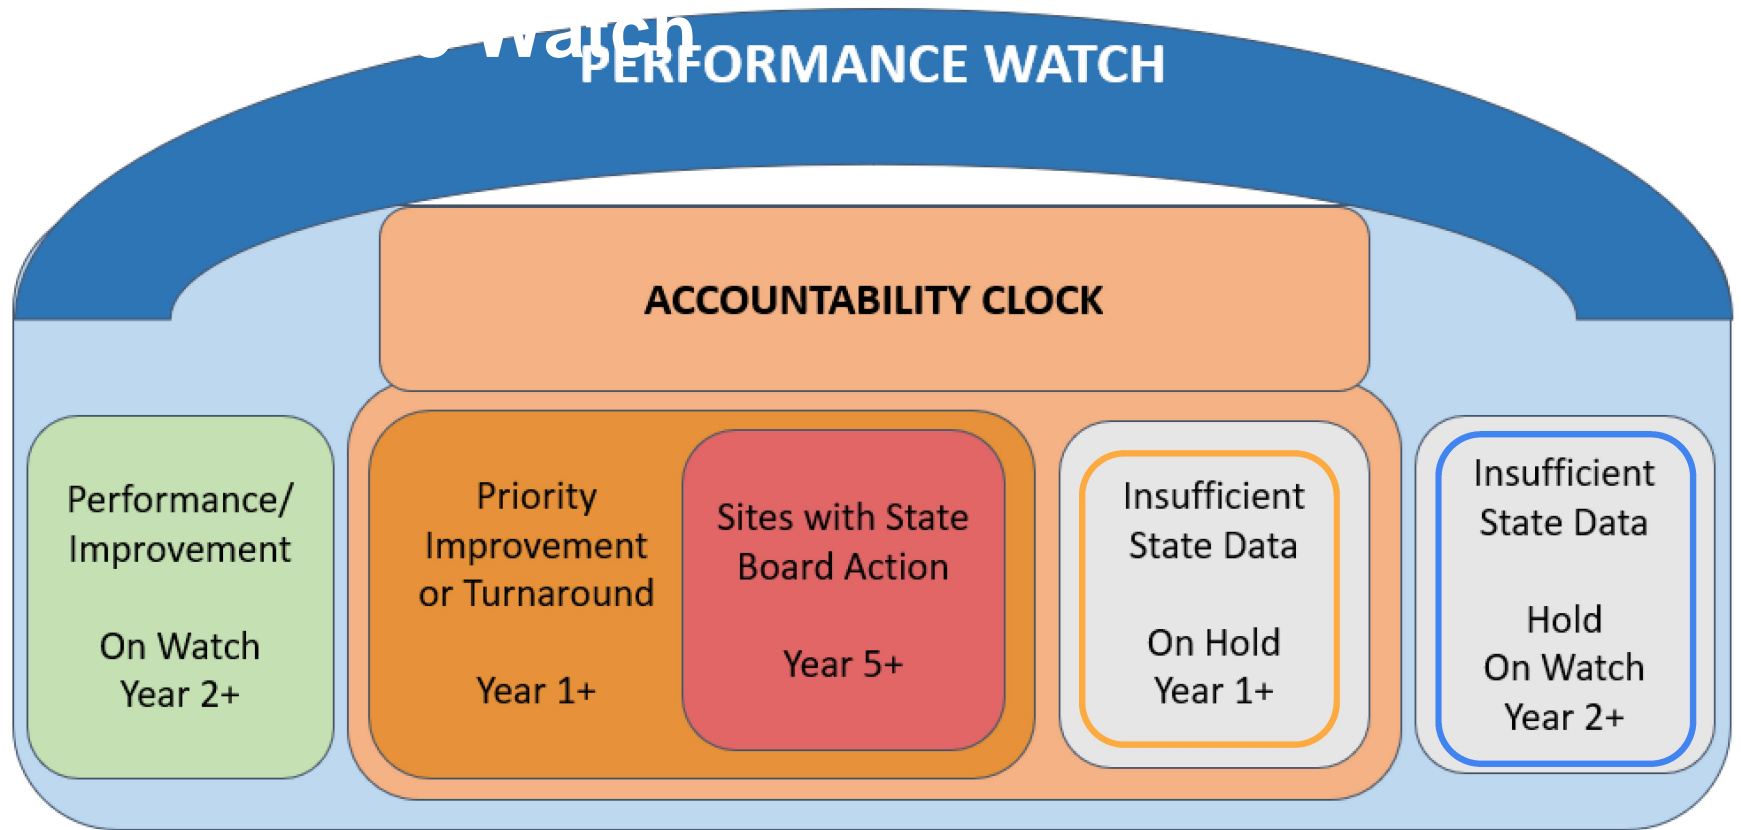 Watch
PERFORMANCE WATCH
ACCOUNTABILITY CLOCK
Performance/
Improvement
On Watch
Year 2+
Priority
Improvement
or Turnaround
Year 1+
Sites with State
Board Action
Year 5+
Insufficient
State Data
On Hold
Year 1+
Insufficient
State Data
Hold
On Watch
Year 2+